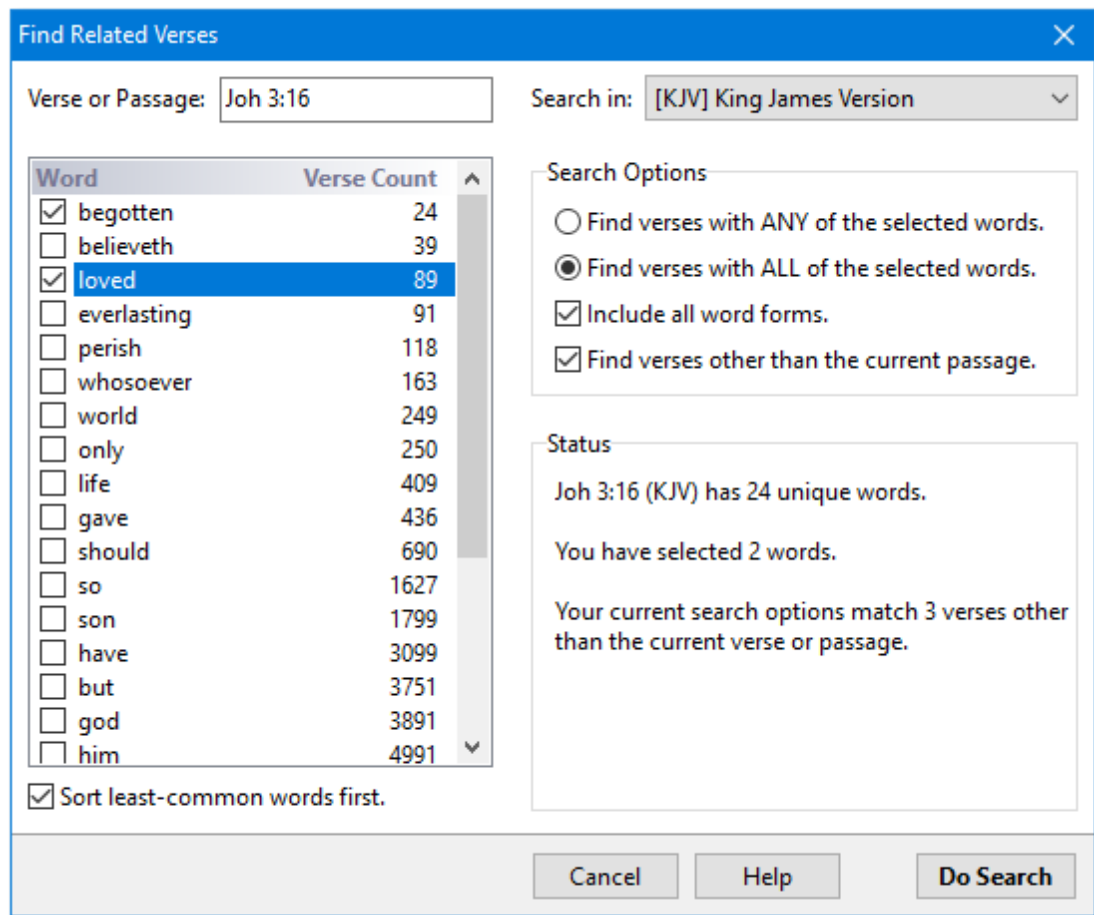 Find Related Verses
Verse or Passage: Joh 3:16
Search in: [KJV] King James Version
Word Verse Count
begotten 24
believeth 39
loved 89
everlasting 91
perish 118
whosoever 163
world 249
only 250
life 409
gave 436
should 690
so 1627
son 1799
have 3099
but 3751
god 3891
him 4991
Sort least-common words first.
Search Options
Find verses with ANY of the selected words.
Find verses with ALL of the selected words.
Include all word forms.
Find verses other than the current passage.
Status
Joh 3:16 (KJV) has 24 unique words.
You have selected 2 words.
Your current search options match 3 verses other
than the current verse or passage.
Cancel Help Do Search